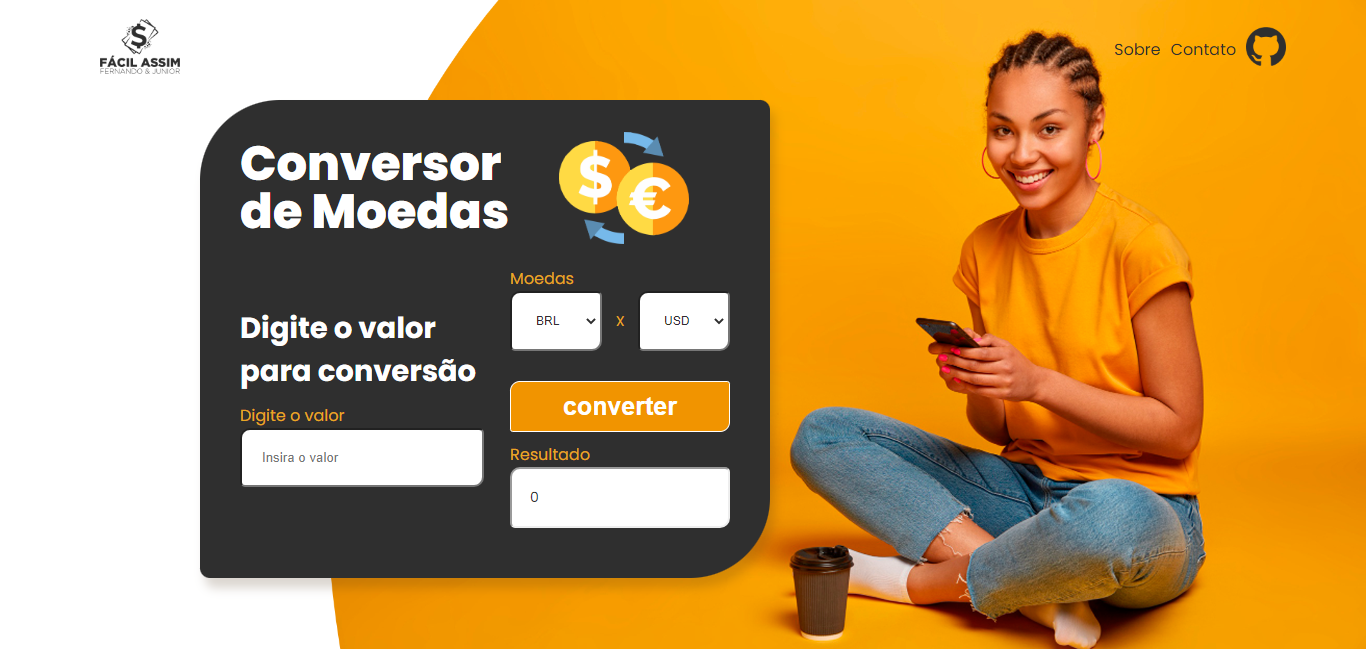 $
FÁCIL ASSIM
FERNANDO & JUNIOR
Sobre Contato
Conversor
de Moedas
$
€
Moedas
BRL X USD
Digite o valor
para conversão
converter
Digite o valor
Insira o valor
Resultado
0